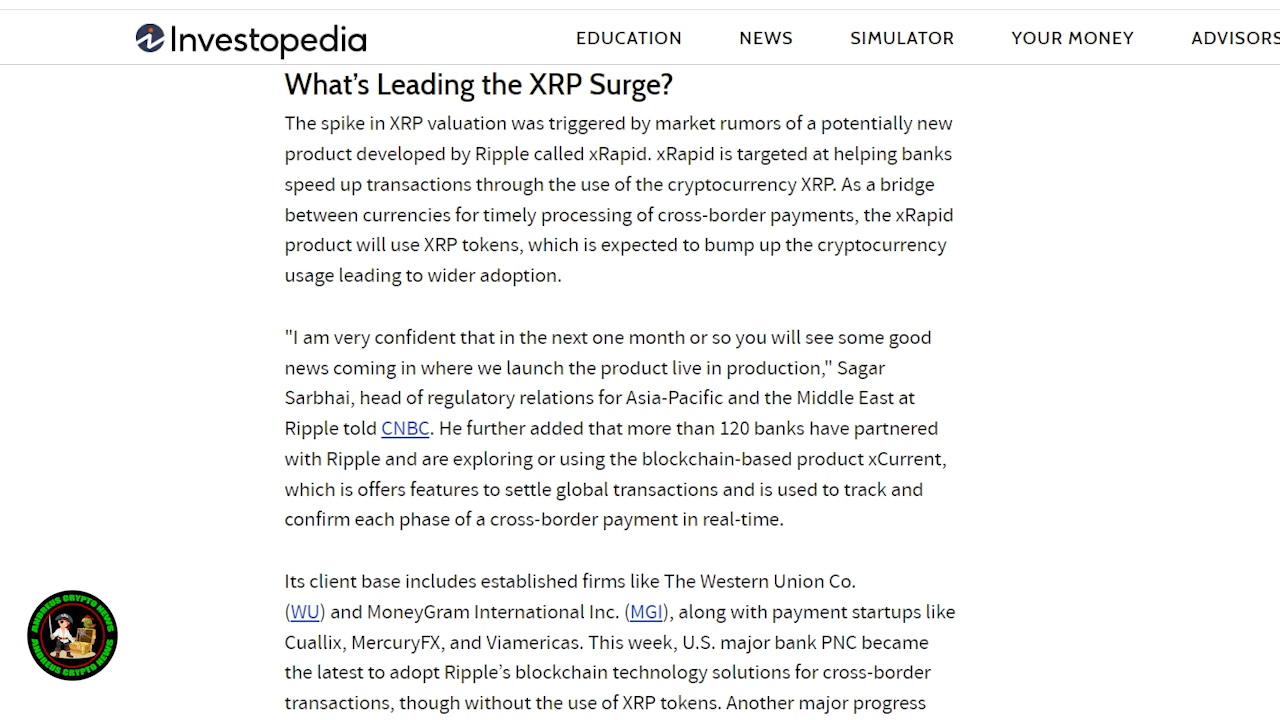 Investopedia
EDUCATION NEWS SIMULATOR YOUR MONEY ADVISORS
What's Leading the XRP Surge?
The spike in XRP valuation was triggered by market rumors of a potentially new
product developed by Ripple called xRapid. xRapid is targeted at helping banks
speed up transactions through the use of the cryptocurrency XRP. As a bridge
between currencies for timely processing of cross-border payments, the xRapid
product will use XRP tokens, which is expected to bump up the cryptocurrency
usage leading to wider adoption.
"I am very confident that in the next one month or so you will see some good
news coming in where we launch the product live in production," Sagar
Sarbhai, head of regulatory relations for Asia-Pacific and the Middle East at
Ripple told CNBC. He further added that more than 120 banks have partnered
with Ripple and are exploring or using the blockchain-based product xCurrent,
which is offers features to settle global transactions and is used to track and
confirm each phase of a cross-border payment in real-time.
Its client base includes established firms like The Western Union Co.
(WU) and MoneyGram International Inc. (MGI), along with payment startups like
Cuallix, MercuryFX, and Viamericas. This week, U.S. major bank PNC became
the latest to adopt Ripple's blockchain technology solutions for cross-border
transactions, though without the use of XRP tokens. Another major progress
ANDREUS CRYPTO NEWS
ANDREUS CRYPTO NEWS